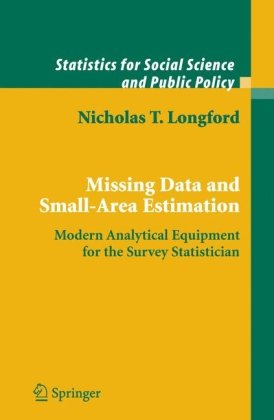 Statistics for Social Science
and Public Policy
Nicholas T. Longford
Missing Data and
Small-Area Estimation
Modern Analytical Equipment
for the Survey Statistician
Springer